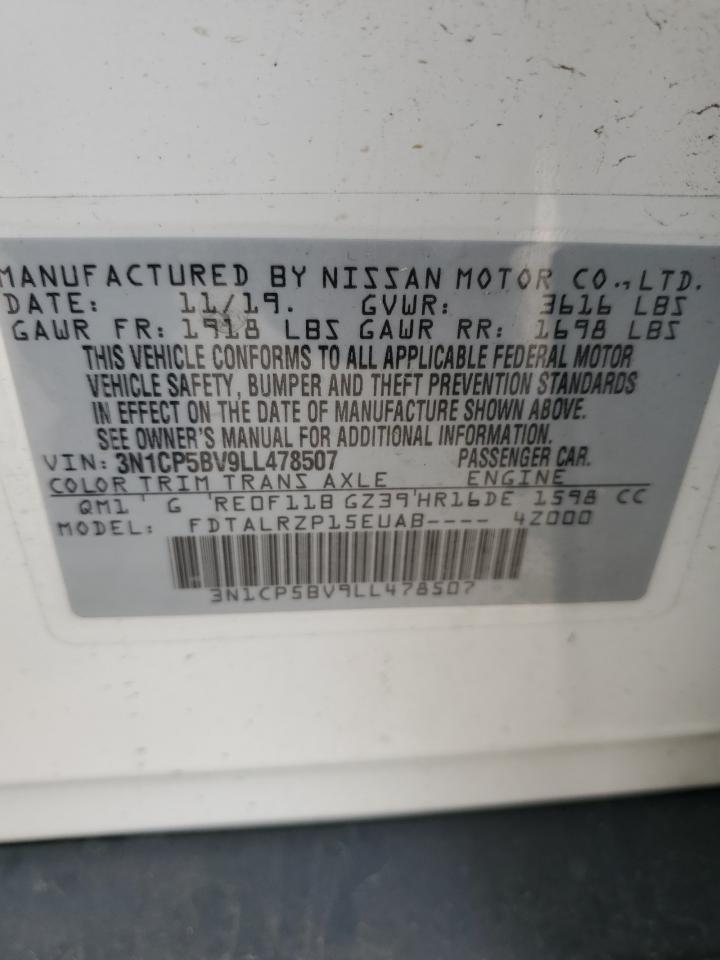 MANUFACTURED BY NISSAN MOTOR CO., LTD.
DATE: 11/19. GVWR: 3616 LBS
GAWR FR: 1918 LBS GAWR RR: 1698 LBS
THIS VEHICLE CONFORMS TO ALL APPLICABLE FEDERAL MOTOR
VEHICLE SAFETY, BUMPER AND THEFT PREVENTION STANDARDS
IN EFFECT ON THE DATE OF MANUFACTURE SHOWN ABOVE.
SEE OWNER'S MANUAL FOR ADDITIONAL INFORMATION.
VIN: 3N1CP5BV9LL478507 PASSENGER CAR.
COLOR TRIM TRANS AXLE ENGINE
QM1 G RE0F11B GZ39 HR16DE 1598 CC
MODEL: FDTALRZP15EUAB---- 4Z000
3N1CP5BV9LL478507